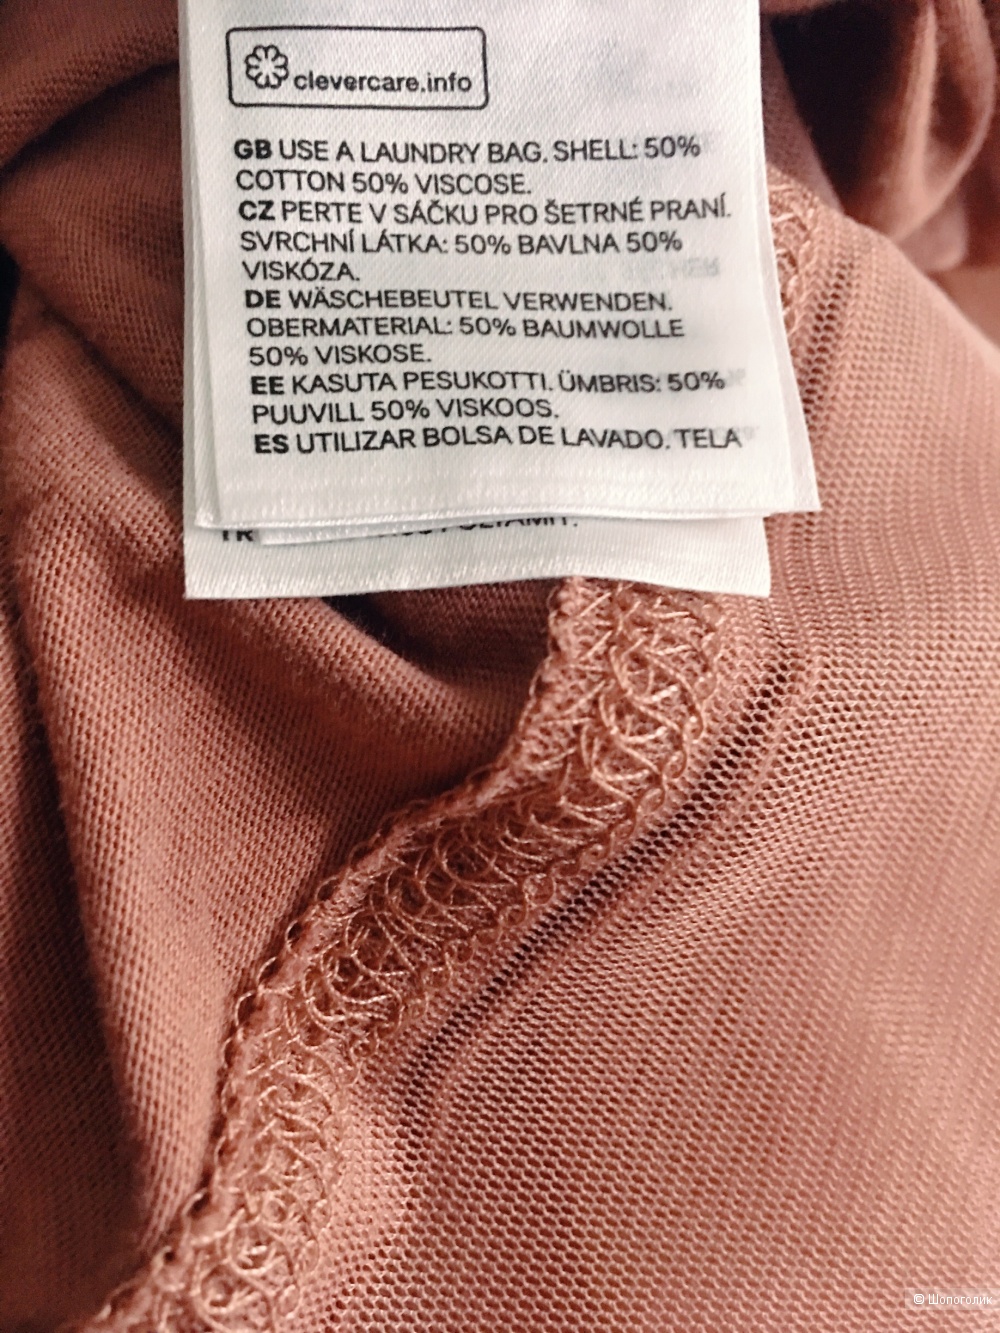 clevercare.info
GB USE A LAUNDRY BAG. SHELL: 50%
COTTON 50% VISCOSE.
CZ PERTE V SÁČKU PRO ŠETRNÉ PRANÍ.
SVRCHNÍ LÁTKA: 50% BAVLNA 50%
VISKÓZA.
DE WÄSCHEBEUTEL VERWENDEN.
OBERMATERIAL: 50% BAUMWOLLE
50% VISKOSE.
EE KASUTA PESUKOTTI. ÜMBRIS: 50%
PUUVILL 50% VISKOOS.
ES UTILIZAR BOLSA DE LAVADO. TELA
TR
© Шопоголик